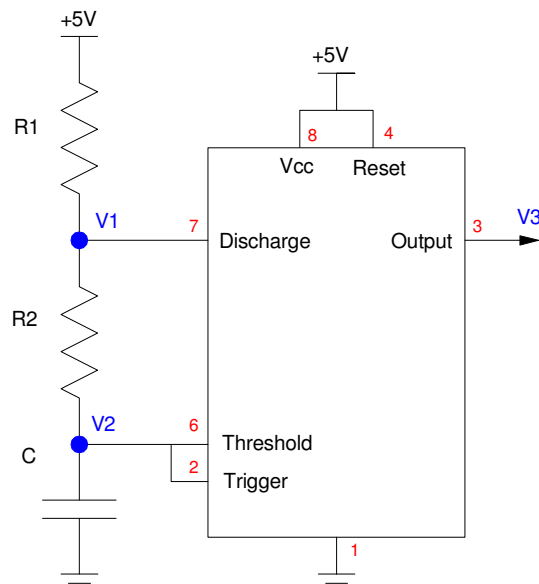 +5V
+5V
R1
8
4
Vcc
Reset
V1
7
Discharge
Output
3
V3
R2
V2
6
Threshold
C
2
Trigger
1